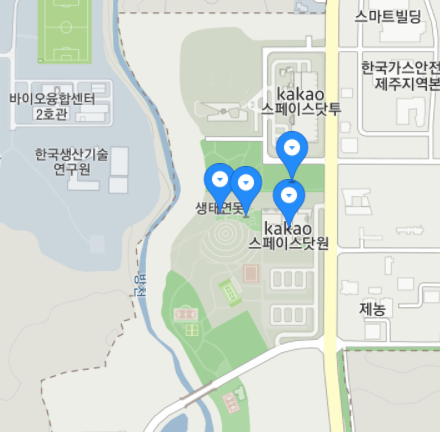 스마트빌딩
한국가스안전
제주지역본
kakao
스페이스닷투
바이오융합센터
2호관
한국생산기술
연구원
생태연못
kakao
스페이스닷원
방천
제농